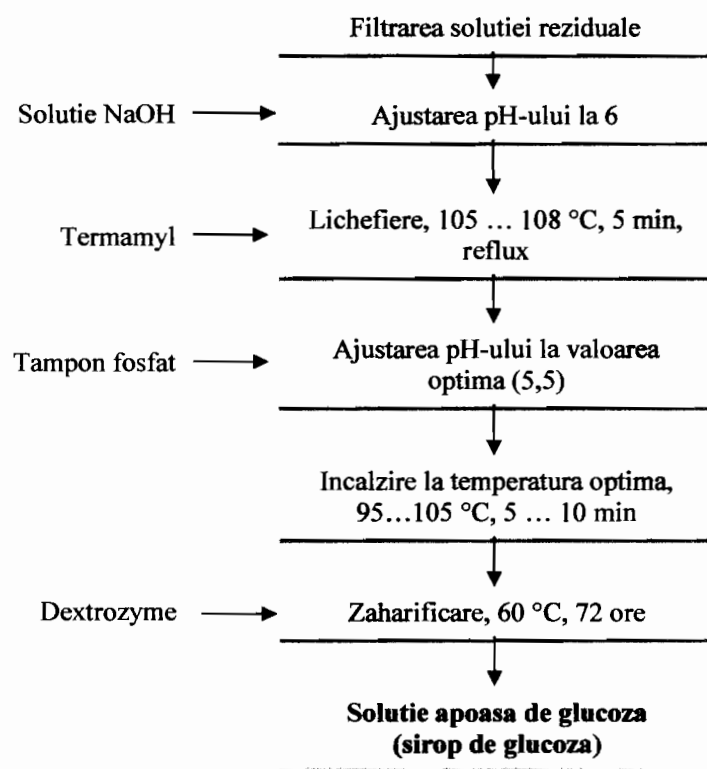 Filtrarea solutiei reziduale
Solutie NaOH
Ajustarea pH-ului la 6
Termamyl
Lichefiere, 105 ... 108 °C, 5 min,
reflux
Tampon fosfat
Ajustarea pH-ului la valoarea
optima (5,5)
Incalzire la temperatura optima,
95...105 °C, 5 ... 10 min
Dextrozyme
Zaharificare, 60 °C, 72 ore
Solutie apoasa de glucoza
(sirop de glucoza)